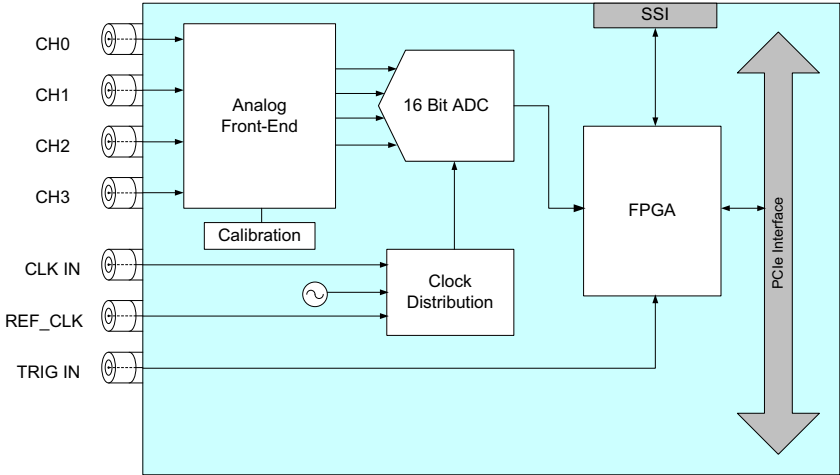 SSI
CH0
CH1
CH2
CH3
Analog
Front-End
16 Bit ADC
FPGA
PCIe Interface
Calibration
CLK IN
Clock
Distribution
REF_CLK
TRIG IN